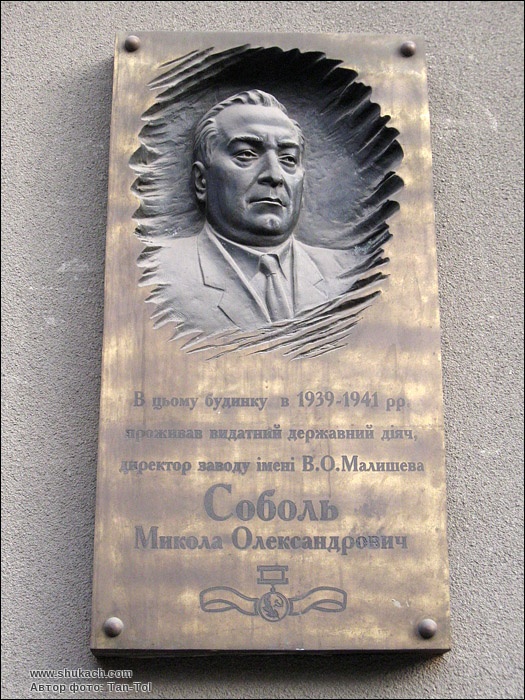 В цьому будинку в 1939-1941 рр.
проживав видатний державний діяч,
директор заводу імені В.О.Малишева
Соболь
Микола Олександрович
www.shukach.com
Автор фото: Tan-Tol